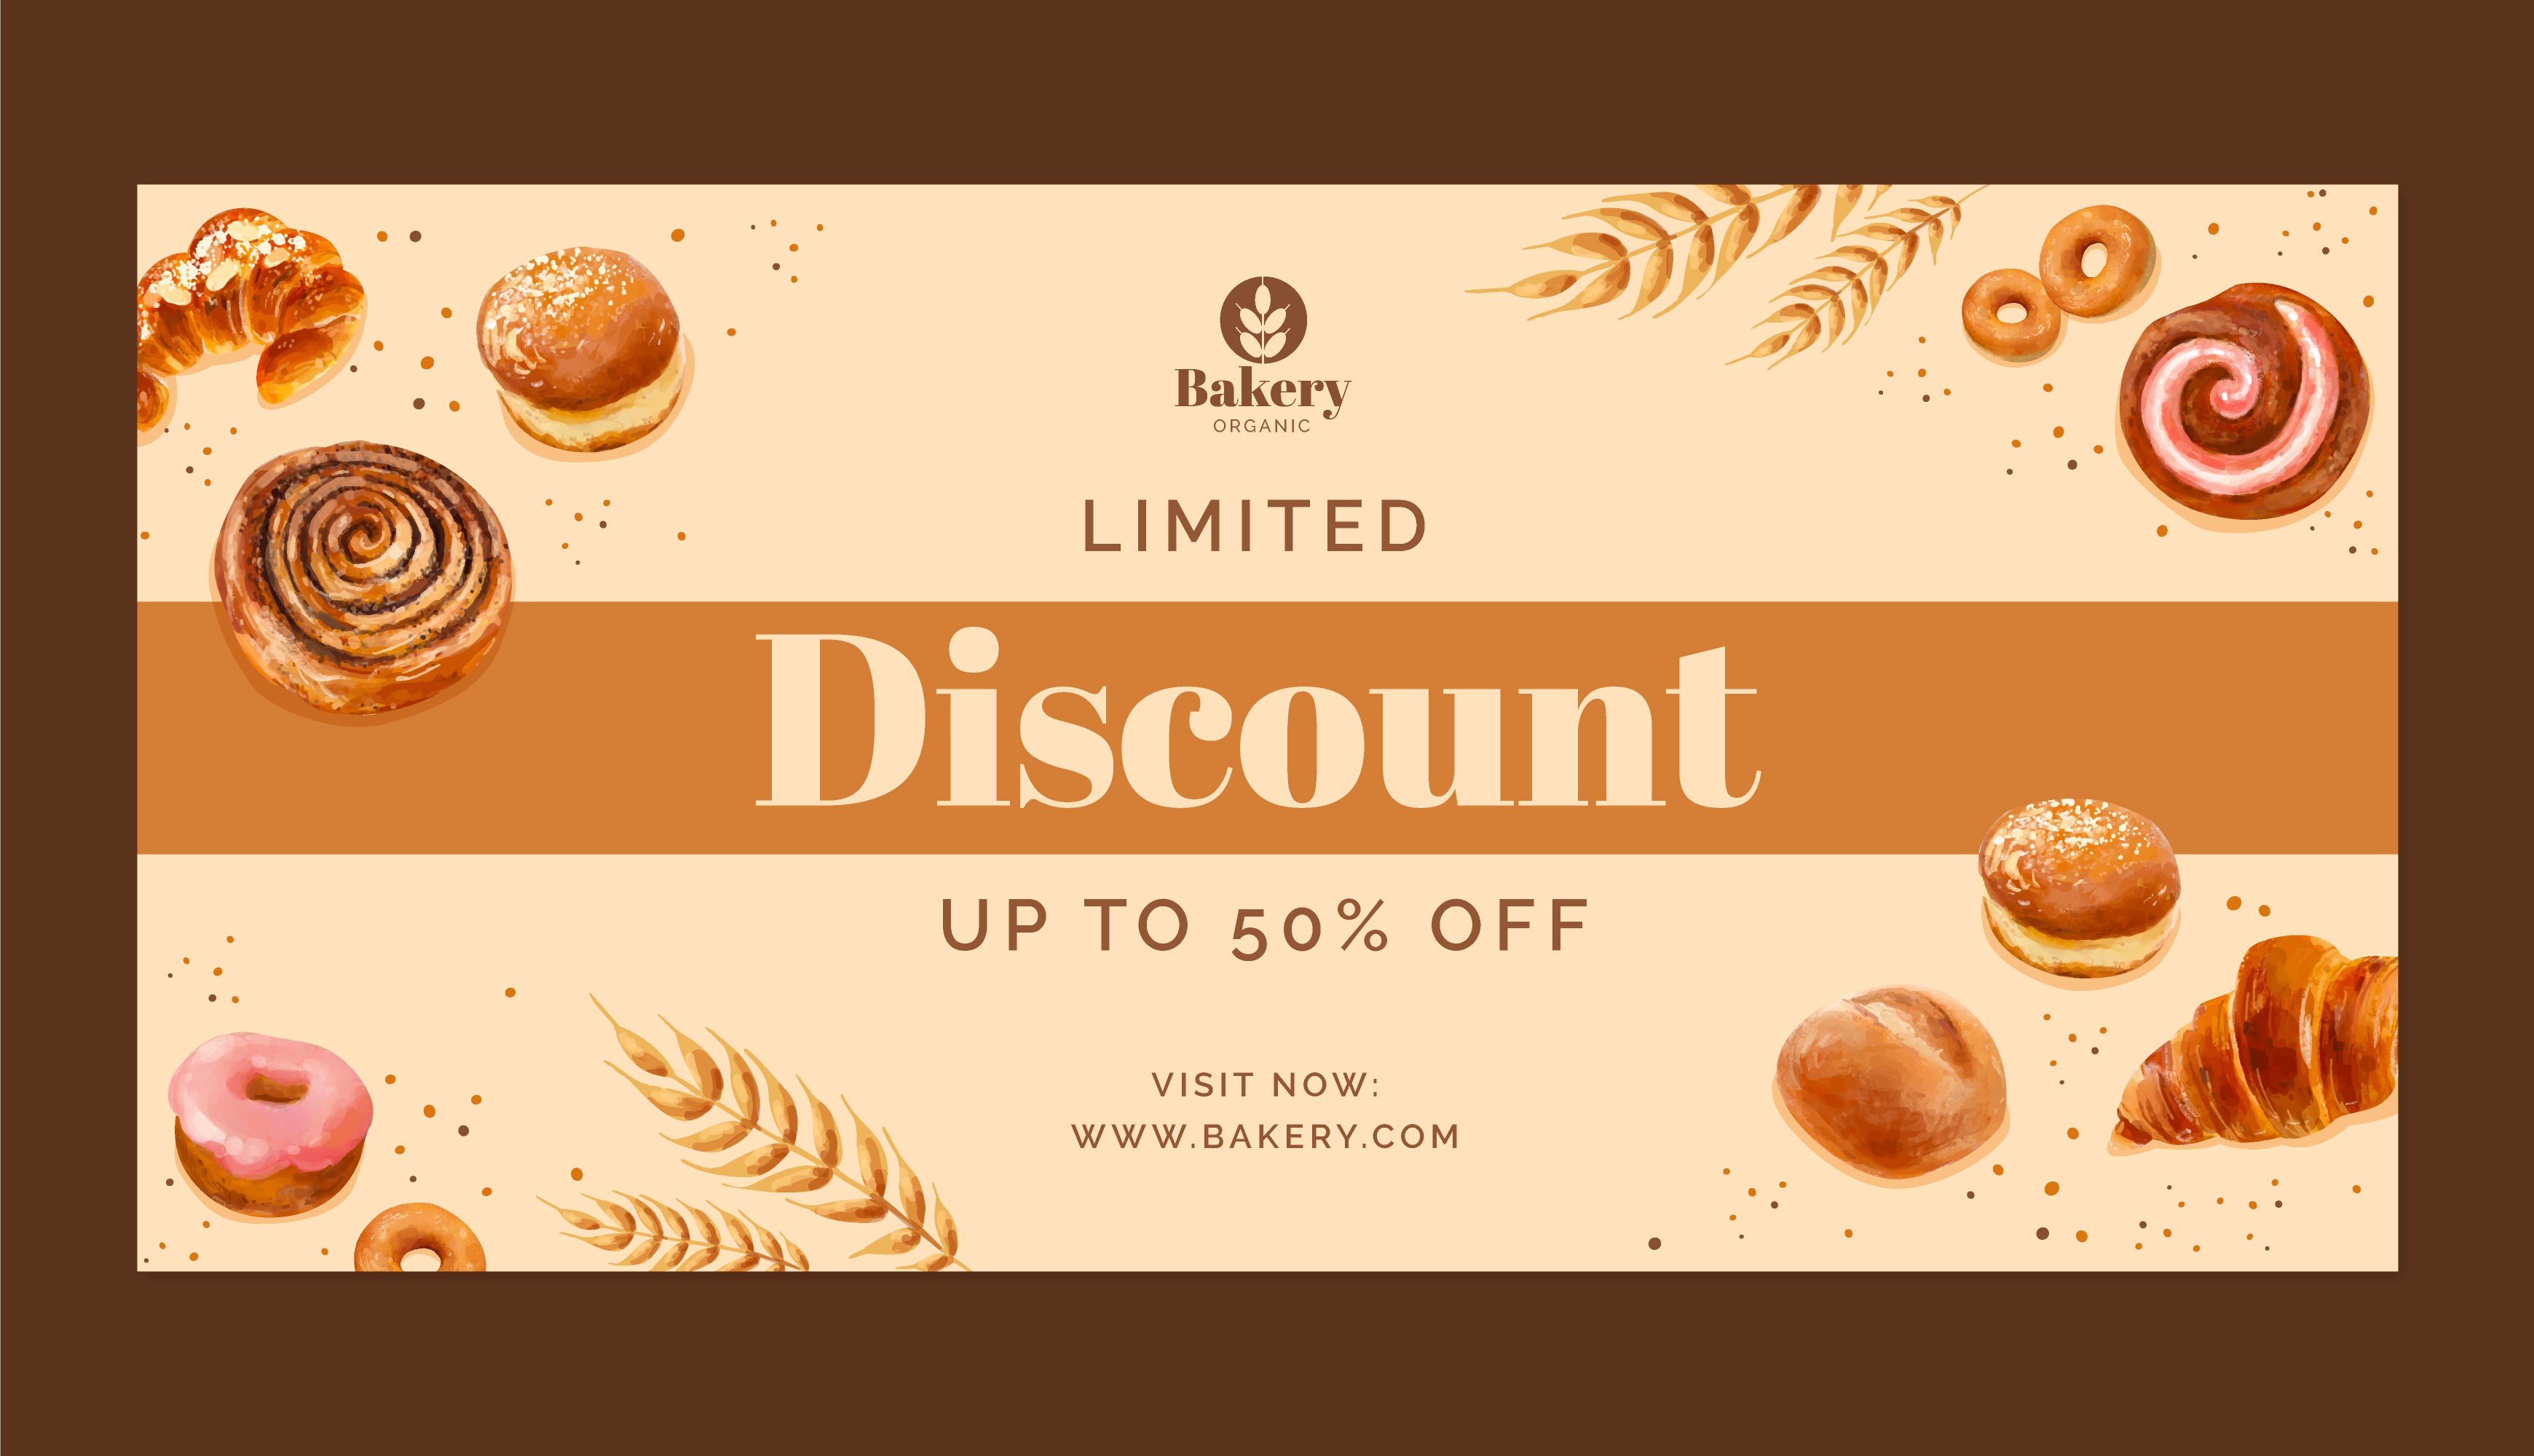 Bakery
ORGANIC
LIMITED
Discount
UP TO 50% OFF
VISIT NOW:
WWW.BAKERY.COM